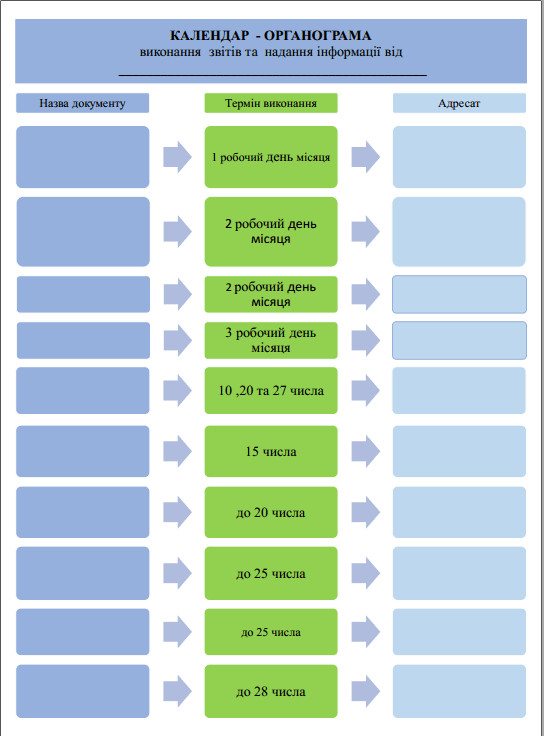 КАЛЕНДАР - ОРГАНОГРАМА
виконання звітів та надання інформації від
Назва документу
Термін виконання
Адресат
1 робочий день місяця
2 робочий день
місяця
2 робочий день
місяця
3 робочий день
місяця
10 ,20 та 27 числа
15 числа
до 20 числа
до 25 числа
до 25 числа
до 28 числа